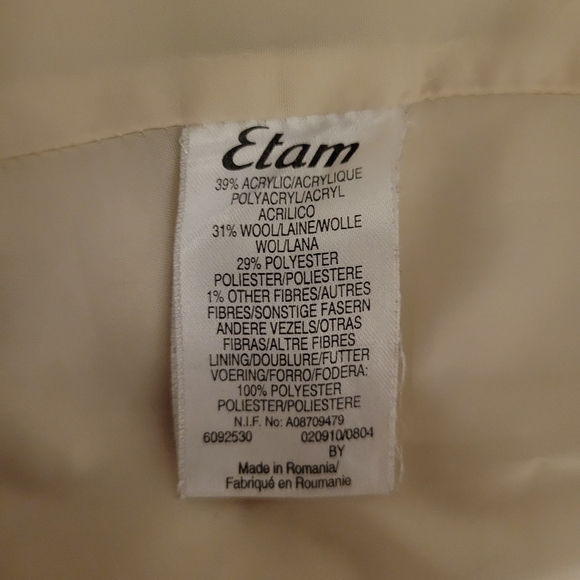 Etam
39% ACRYLIC/ACRYLIQUE
POLYACRYL/ACRYL
ACRILICO
31% WOOL/LAINE/WOLLE
WOL/LANA
29% POLYESTER
POLIESTER/POLIESTERE
1% OTHER FIBRES/AUTRES
FIBRES/SONSTIGE FASERN
ANDERE VEZELS/OTRAS
FIBRAS/ALTRE FIBRES
LINING/DOUBLURE/FUTTER
VOERING/FORRO/FODERA:
100% POLYESTER
POLIESTER/POLIESTERE
N.I.F. No: A08709479
6092530 020910/0804
BY
Made in Romania/
Fabriqué en Roumanie